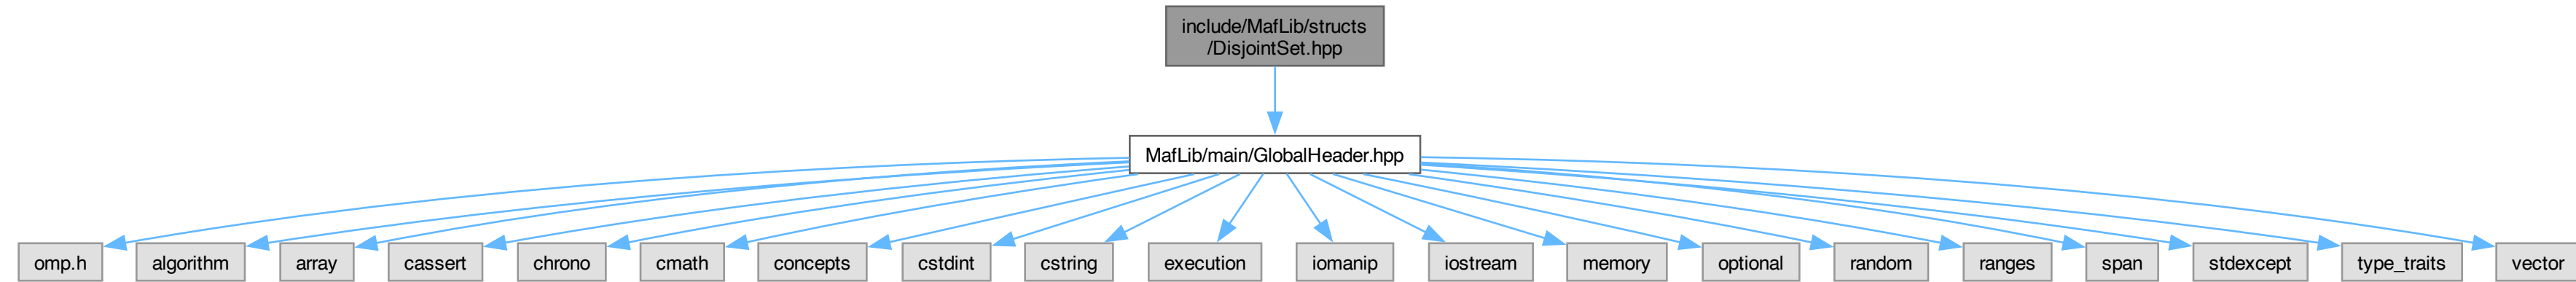 include/MafLib/structs
/DisjointSet.hpp
MafLib/main/GlobalHeader.hpp
omp.h
algorithm
array
cassert
chrono
cmath
concepts
cstdint
cstring
execution
iomanip
iostream
memory
optional
random
ranges
span
stdexcept
type_traits
vector